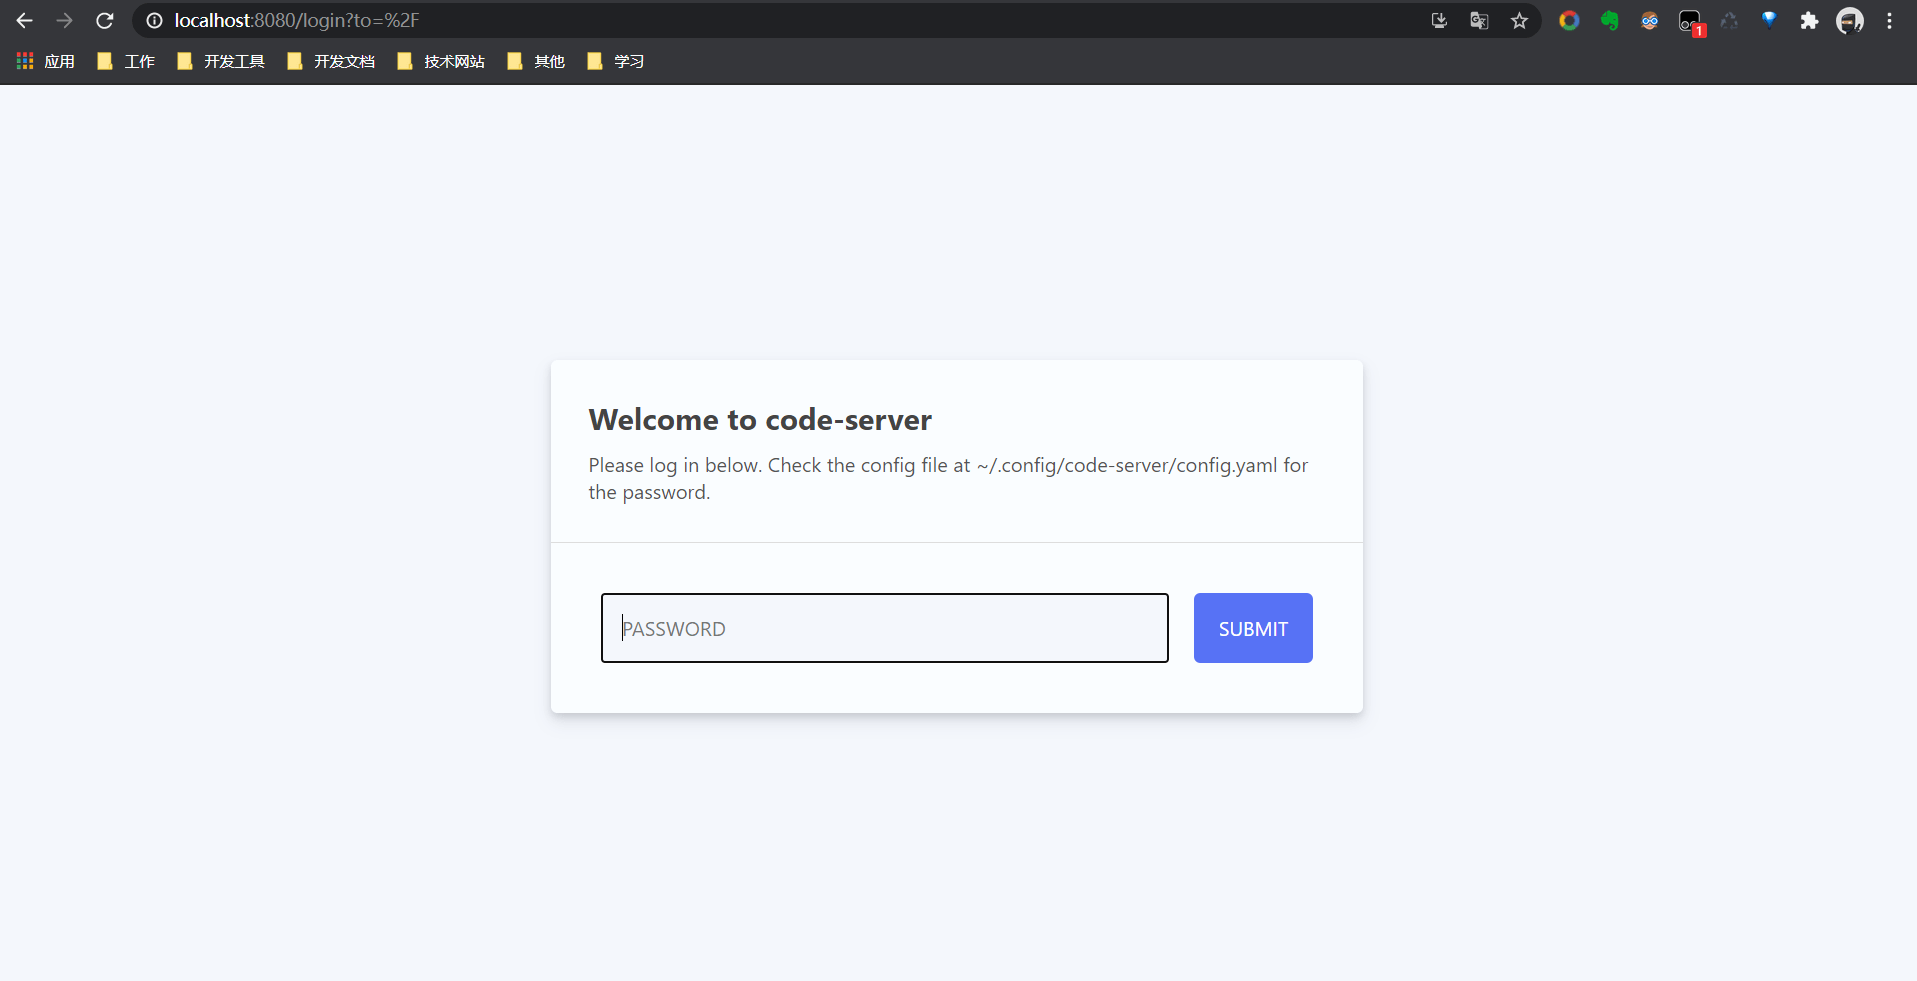 localhost:8080/login?to=%2F
1
应用 工作 开发工具 开发文档 技术网站 其他 学习
Welcome to code-server
Please log in below. Check the config file at ~/.config/code-server/config.yaml for
the password.
PASSWORD
SUBMIT